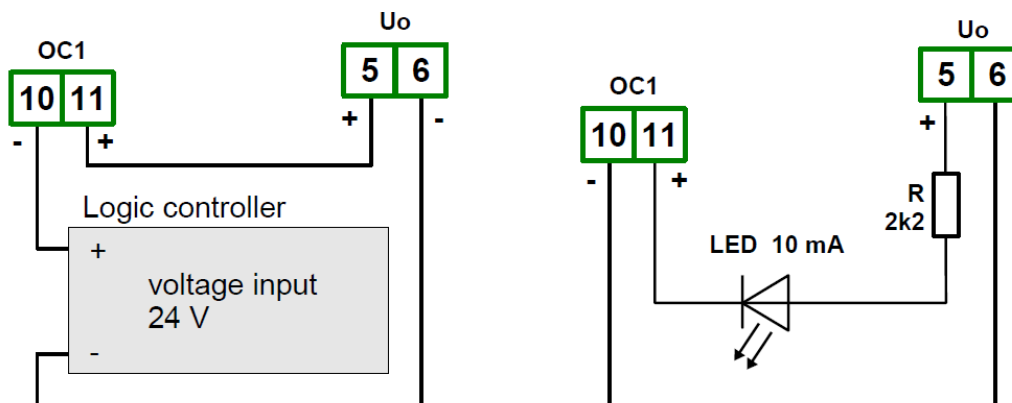 OC1
10 11
- +
Uo
5 6
+ -
Logic controller
+
voltage input
24 V
-
OC1
10 11
- +
Uo
5 6
+
R
2k2
LED 10 mA